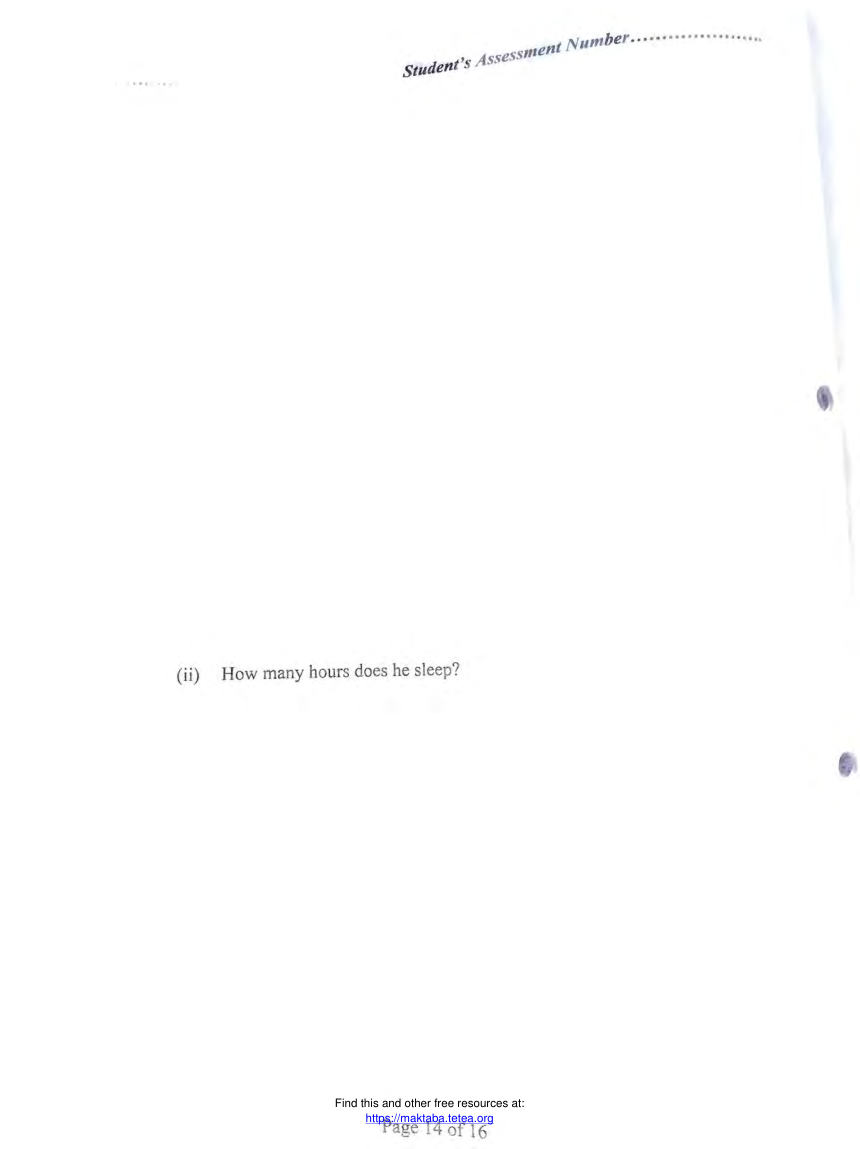 Student's Assessment Number......................
(ii) How many hours does he sleep?
Find this and other free resources at:
https://maktaba.tetea.org
Page 14 of 16